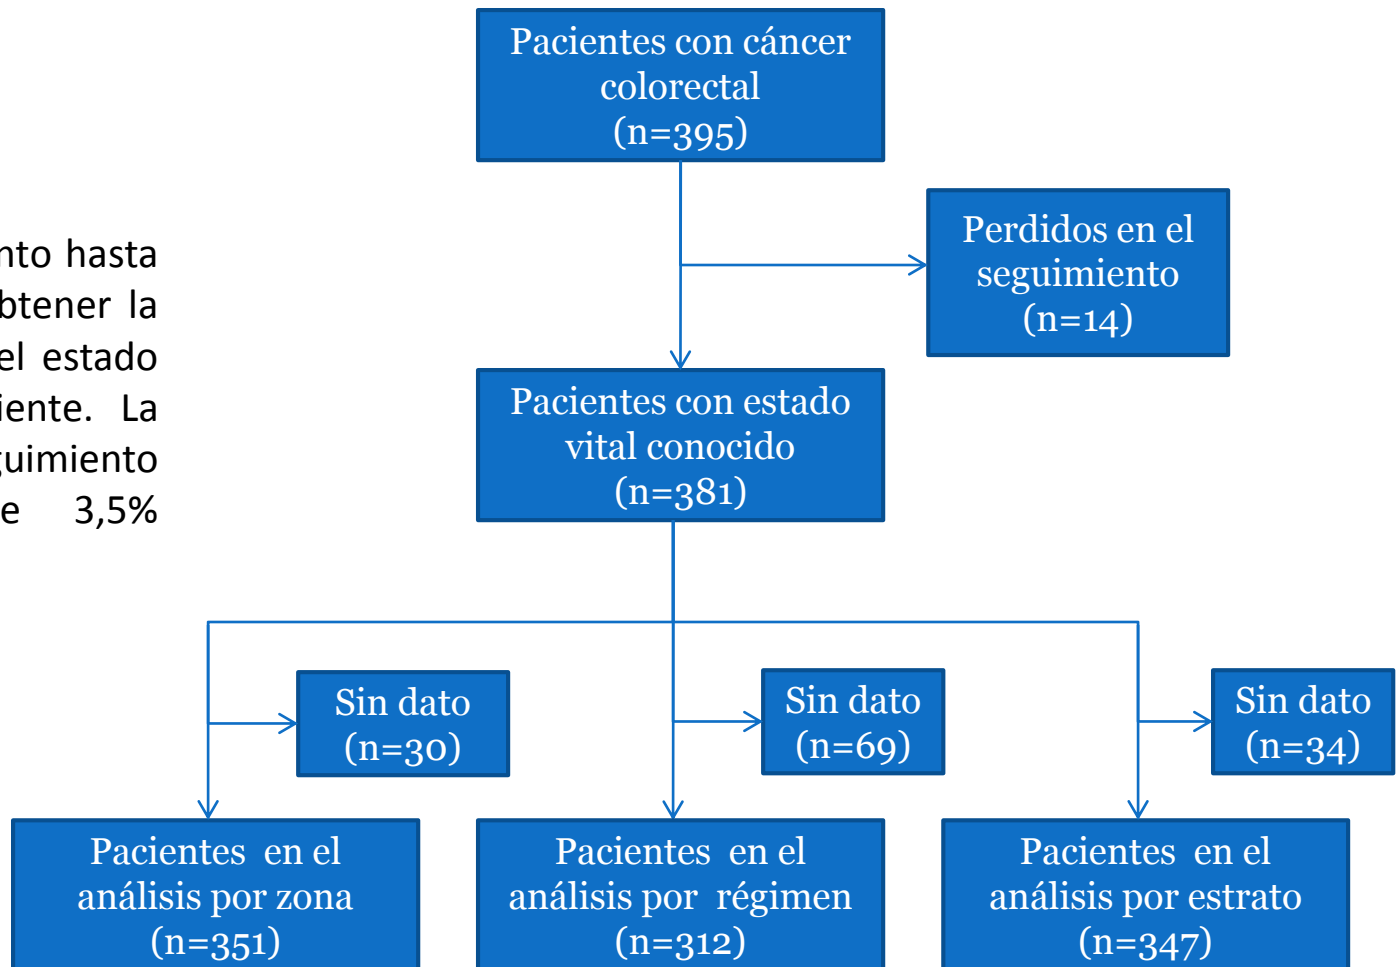 Pacientes con cáncer
colorectal
(n=395)
Perdidos en el
seguimiento
(n=14)
nto hasta
btener la
el estado
iente. La
guimiento
e 3,5%
Pacientes con estado
vital conocido
(n=381)
Sin dato
(n=30)
Sin dato
(n=69)
Sin dato
(n=34)
Pacientes en el
análisis por zona
(n=351)
Pacientes en el
análisis por régimen
(n=312)
Pacientes en el
análisis por estrato
(n=347)